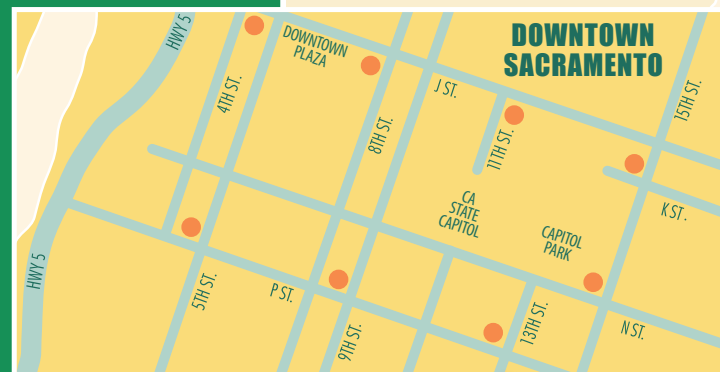 DOWNTOWN
SACRAMENTO
HWY 5
DOWNTOWN
PLAZA
4TH ST.
J ST.
15TH ST.
8TH ST.
11TH ST.
CA
STATE
CAPITOL
K ST.
CAPITOL
PARK
HWY 5
5TH ST.
P ST.
13TH ST.
N ST.
9TH ST.